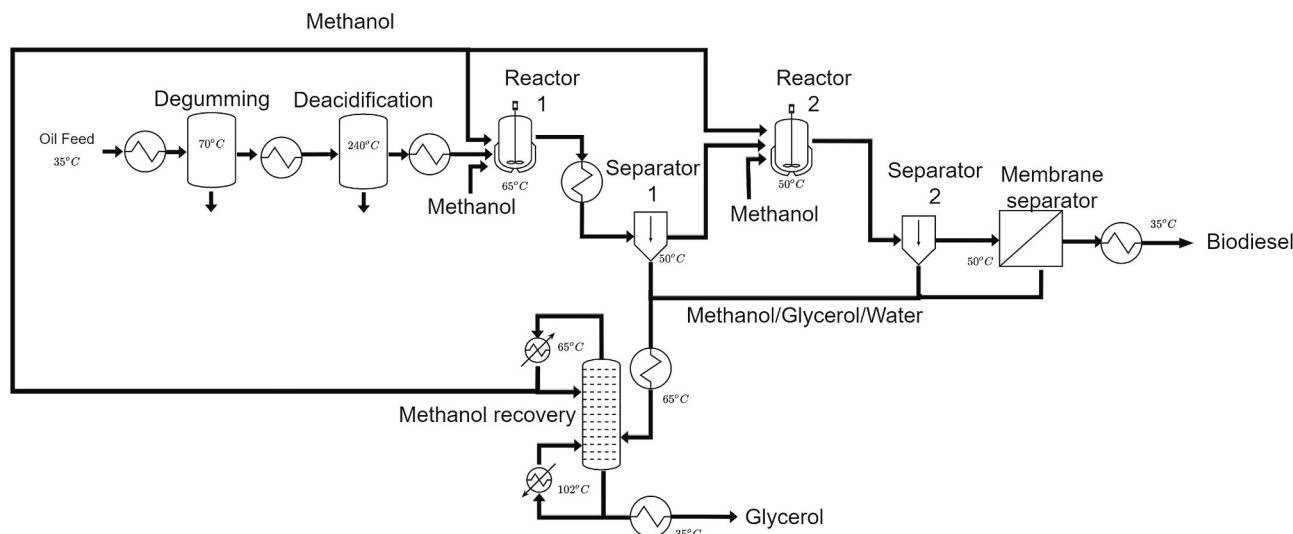 Methanol
Reactor
1
Reactor
2
Degumming
Deacidification
Oil Feed
35°C
70°C
240°C
65°C
Methanol
Separator
1
50°C
Methanol
50°C
Separator
2
Membrane
separator
50°C
35°C
Biodiesel
Methanol/Glycerol/Water
65°C
65°C
Methanol recovery
102°C
Glycerol
35°C